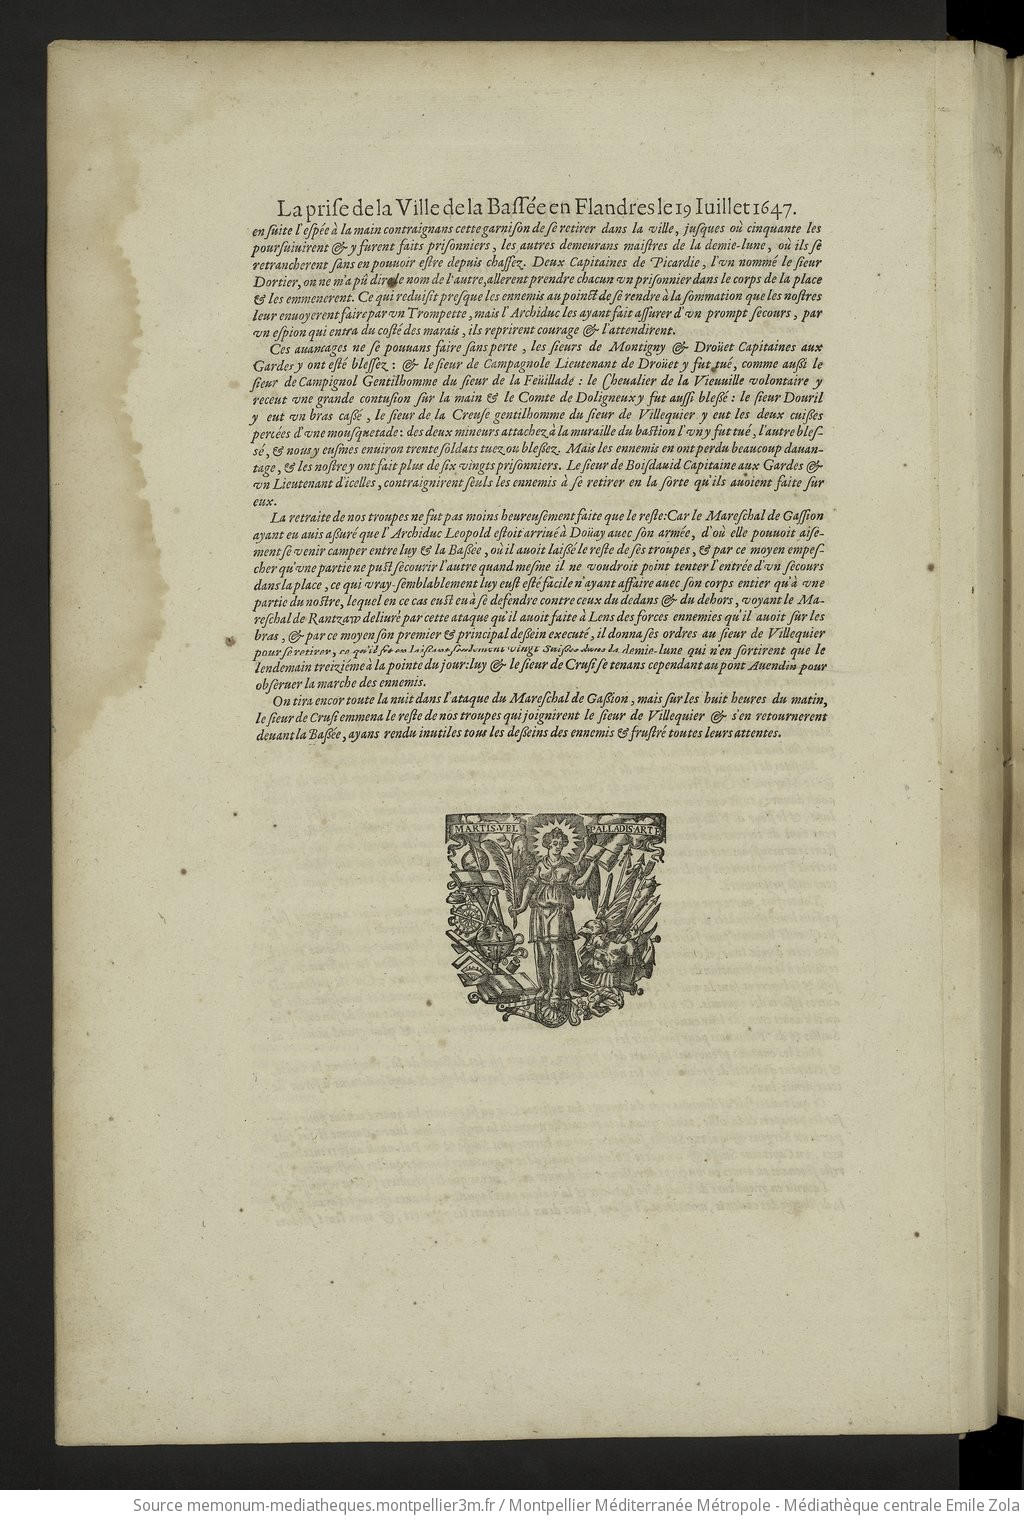 La prise de la Ville de la Bassée en Flandres le 19 Iuillet 1647.
en suite l'espée à la main contraignans cette garnison de se retirer dans la ville, jusques où cinquante les
poursuiuirent & y furent faits prisonniers, les autres demeurans maistres de la demie-lune, où ils se
retrancherent sans en pouuoir estre depuis chassez. Deux Capitaines de Picardie, l'vn nommé le sieur
Dortier, on ne m'a pû dire le nom de l'autre, allerent prendre chacun vn prisonnier dans le corps de la place
& les emmenerent. Ce qui reduisit presque les ennemis au poinct de se rendre à la sommation que les nostres
leur enuoyerent faire par vn Trompette, mais l'Archiduc les ayant fait assurer d'vn prompt secours, par
vn espion qui entra du costé des marais, ils reprirent courage & l'attendirent.
Ces auancages ne se pouuans faire sans perte, les sieurs de Montigny & Droüet Capitaines aux
Gardes y ont esté blessez : & le sieur de Campagnole Lieutenant de Droüet y fut tué, comme aussi le
sieur de Campignol Gentilhomme du sieur de la Feüillade : le Cheualier de la Vieuuille volontaire y
receut vne grande contusion sur la main & le Comte de Doligneux y fut aussi blessé : le sieur Douril
y eut vn bras cassé, le sieur de la Creuse gentilhomme du sieur de Villequier y eut les deux cuisses
percées d'vne mousquetade : des deux mineurs attachez à la muraille du bastion l'vn y fut tué, l'autre bles-
sé, & nous y eusmes enuiron trente soldats tuez ou blessez. Mais les ennemis en ont perdu beaucoup dauan-
tage, & les nostre y ont fait plus de six vingts prisonniers. Le sieur de Boisdauid Capitaine aux Gardes &
vn Lieutenant d'icelles, contraignirent seuls les ennemis à se retirer en la sorte qu'ils auoient faite sur
eux.
La retraite de nos troupes ne fut pas moins heureusement faite que le reste: Car le Mareschal de Gassion
ayant eu auis assuré que l'Archiduc Leopold estoit arriué à Doüay auec son armée, d'où elle pouuoit aise-
ment se venir camper entre luy & la Bassée, où il auoit laissé le reste de ses troupes, & par ce moyen empes-
cher qu'vne partie ne pust secourir l'autre quand mesme il ne voudroit point tenter l'entrée d'vn secours
dans la place, ce qui vray-semblablement luy eust esté facile n'ayant affaire auec son corps entier qu'à vne
partie du nostre, lequel en ce cas eust eu à se defendre contre ceux du dedans & du dehors, voyant le Ma-
reschal de Rantzaw deliuré par cette ataque qu'il auoit faite à Lens des forces ennemies qu'il auoit sur les
bras, & par ce moyen son premier & principal dessein executé, il donna ses ordres au sieur de Villequier
pour se retirer, ce qu'il fit en laissant seulement vingt Suisses dans la demie-lune qui n'en sortirent que le
lendemain treiziéme à la pointe du jour: luy & le sieur de Crusi se tenans cependant au pont Auendin pour
obseruer la marche des ennemis.
On tira encor toute la nuit dans l'ataque du Mareschal de Gassion, mais sur les huit heures du matin,
le sieur de Crusi emmena le reste de nos troupes qui joignirent le sieur de Villequier & s'en retournerent
deuant la Bassée, ayans rendu inutiles tous les desseins des ennemis & frustré toutes leurs attentes.
MARTIS.VEL PALLADIS.ARTE
Source memonum-mediatheques.montpellier3m.fr / Montpellier Méditerranée Métropole - Médiathèque centrale Emile Zola